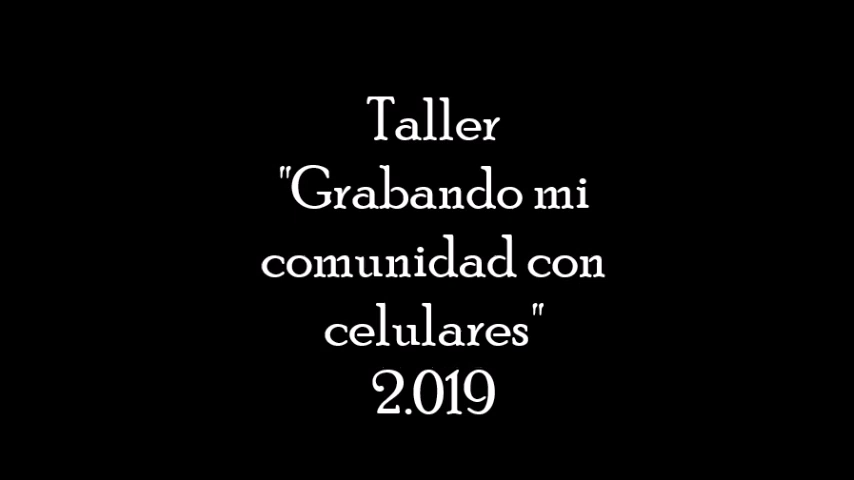 Taller
"Grabando mi
comunidad con
celulares"
2.019